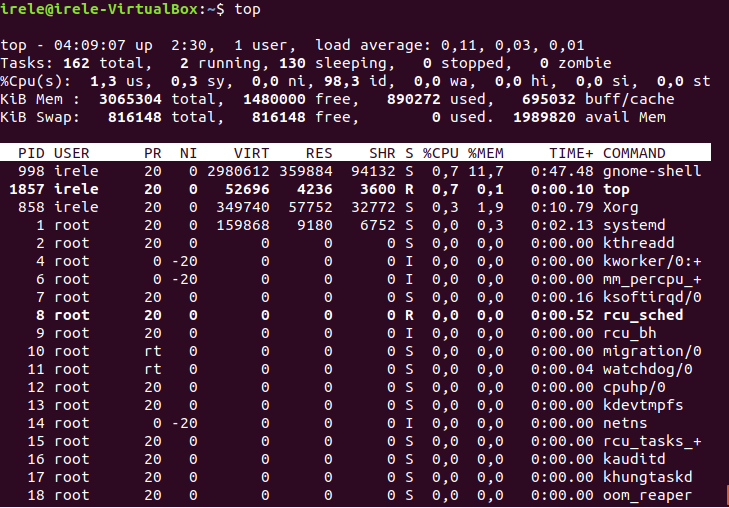 irele@irele-VirtualBox:~$ top
top - 04:09:07 up  2:30,  1 user,  load average: 0,11, 0,03, 0,01
Tasks: 162 total,   2 running, 130 sleeping,   0 stopped,   0 zombie
%Cpu(s):  1,3 us,  0,3 sy,  0,0 ni, 98,3 id,  0,0 wa,  0,0 hi,  0,0 si,  0,0 st
KiB Mem :  3065304 total,  1480000 free,   890272 used,   695032 buff/cache
KiB Swap:   816148 total,   816148 free,        0 used.  1989820 avail Mem
  PID USER      PR  NI    VIRT    RES    SHR S %CPU %MEM     TIME+ COMMAND
  998 irele     20   0 2980612 359884  94132 S  0,7 11,7   0:47.48 gnome-shell
 1857 irele     20   0   52696   4236   3600 R  0,7  0,1   0:00.10 top
  858 irele     20   0  349740  57752  32772 S  0,3  1,9   0:10.79 Xorg
    1 root      20   0  159868   9180   6752 S  0,0  0,3   0:02.13 systemd
    2 root      20   0       0      0      0 S  0,0  0,0   0:00.00 kthreadd
    4 root       0 -20       0      0      0 I  0,0  0,0   0:00.00 kworker/0:+
    6 root       0 -20       0      0      0 I  0,0  0,0   0:00.00 mm_percpu_+
    7 root      20   0       0      0      0 S  0,0  0,0   0:00.16 ksoftirqd/0
    8 root      20   0       0      0      0 R  0,0  0,0   0:00.52 rcu_sched
    9 root      20   0       0      0      0 I  0,0  0,0   0:00.00 rcu_bh
   10 root      rt   0       0      0      0 S  0,0  0,0   0:00.00 migration/0
   11 root      rt   0       0      0      0 S  0,0  0,0   0:00.04 watchdog/0
   12 root      20   0       0      0      0 S  0,0  0,0   0:00.00 cpuhp/0
   13 root      20   0       0      0      0 S  0,0  0,0   0:00.00 kdevtmpfs
   14 root       0 -20       0      0      0 I  0,0  0,0   0:00.00 netns
   15 root      20   0       0      0      0 S  0,0  0,0   0:00.00 rcu_tasks_+
   16 root      20   0       0      0      0 S  0,0  0,0   0:00.00 kauditd
   17 root      20   0       0      0      0 S  0,0  0,0   0:00.00 khungtaskd
   18 root      20   0       0      0      0 S  0,0  0,0   0:00.00 oom_reaper